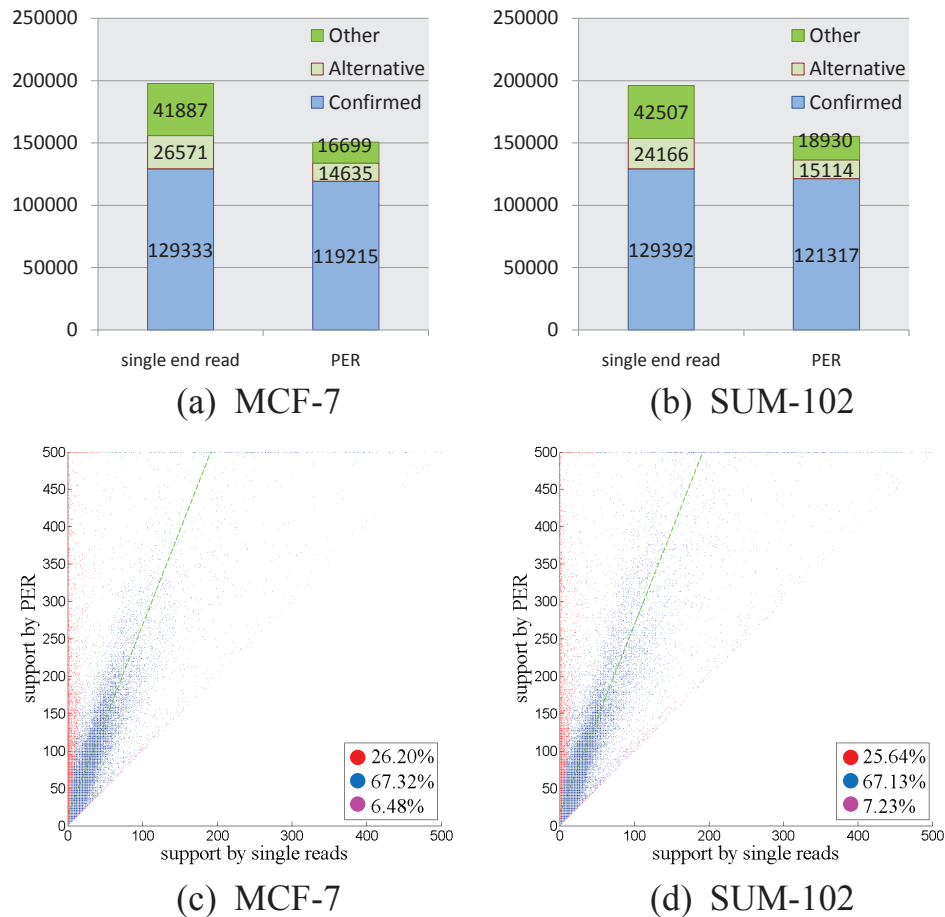 250000
200000
150000
100000
50000
0
Other
Alternative
Confirmed
41887
26571
129333
16699
14635
119215
single end read
PER
(a) MCF-7
250000
200000
150000
100000
50000
0
Other
Alternative
Confirmed
42507
24166
129392
18930
15114
121317
single end read
PER
(b) SUM-102
500
450
400
350
300
250
200
150
100
50
0
support by PER
26.20%
67.32%
6.48%
0 100 200 300 400 500
support by single reads
(c) MCF-7
500
450
400
350
300
250
200
150
100
50
0
support by PER
25.64%
67.13%
7.23%
0 100 200 300 400 500
support by single reads
(d) SUM-102